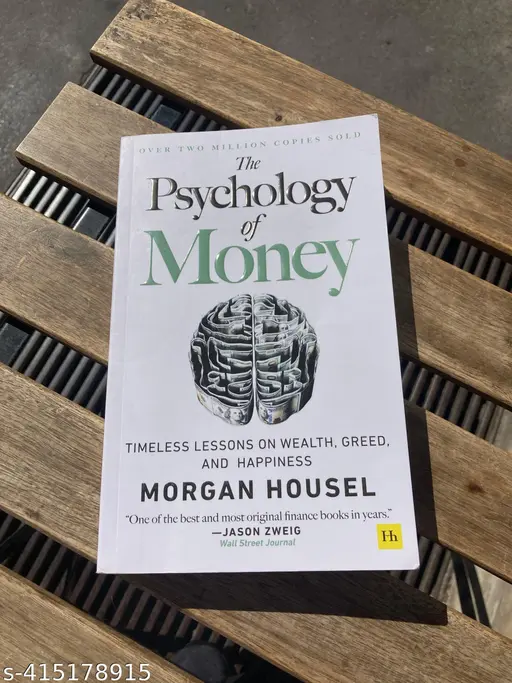 OVER TWO MILLION COPIES SOLD
The
Psychology
of
Money
TIMELESS LESSONS ON WEALTH, GREED,
AND HAPPINESS
MORGAN HOUSEL
“One of the best and most original finance books in years.”
—JASON ZWEIG
Wall Street Journal
Hh
s-415178915